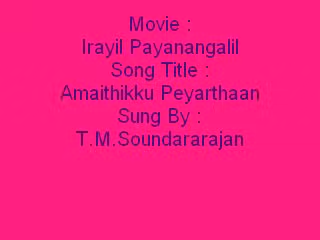 Movie :
Irayil Payanangalil
Song Title :
Amaithikku Peyarthaan
Sung By :
T.M.Soundararajan